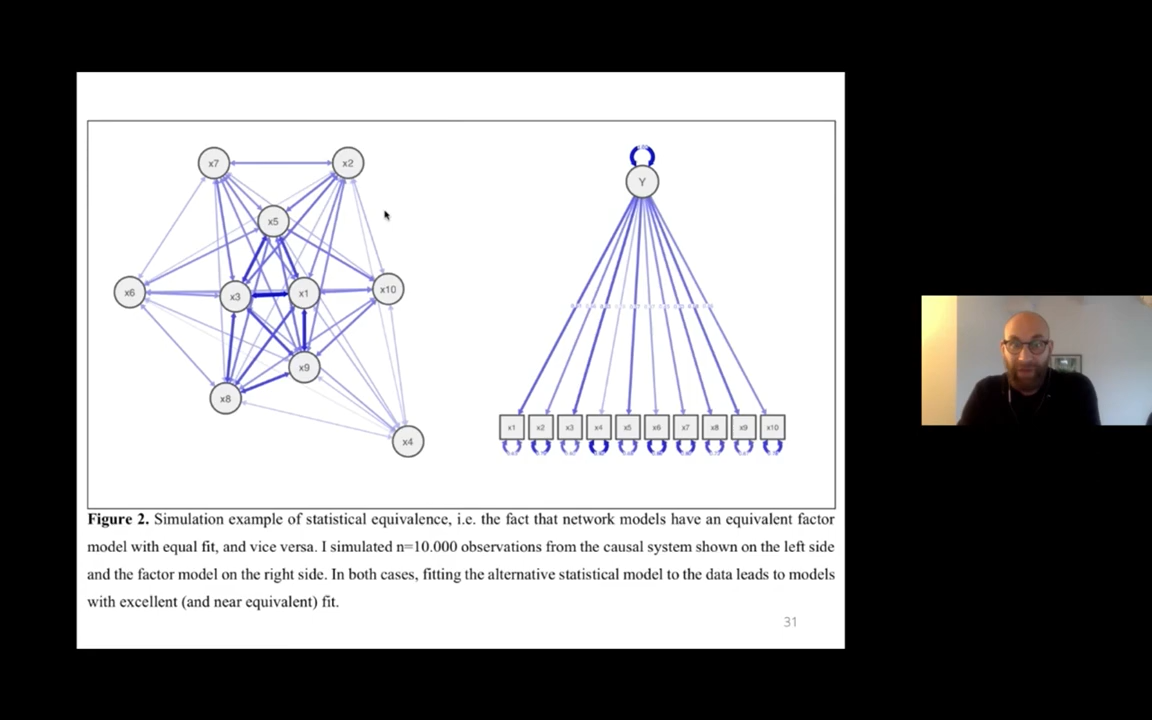 x7
x2
x5
x6
x3
x1
x10
x9
x8
x4
Y
x1 x2 x3 x4 x5 x6 x7 x8 x9 x10
Figure 2. Simulation example of statistical equivalence, i.e. the fact that network models have an equivalent factor
model with equal fit, and vice versa. I simulated n=10.000 observations from the causal system shown on the left side
and the factor model on the right side. In both cases, fitting the alternative statistical model to the data leads to models
with excellent (and near equivalent) fit.
31